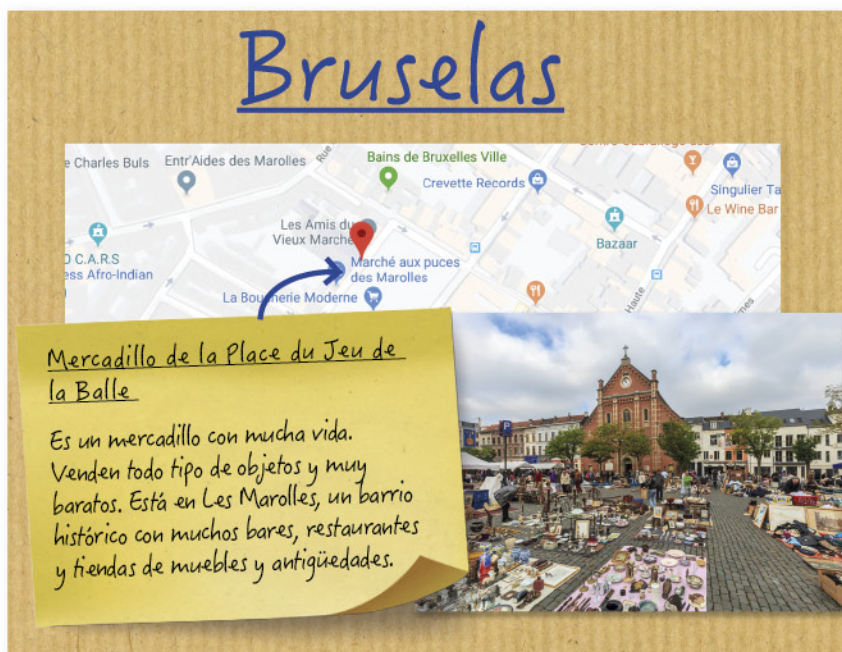 Bruselas
e Charles Buls
Entr'Aides des Marolles
Rue
Bains de Bruxelles Ville
Crevette Records
Singulier Ta
Le Wine Bar
Les Amis du
Vieux Marché
Bazaar
O C.A.R.S
ess Afro-Indian
Marché aux puces
des Marolles
La Boucherie Moderne
Haute
Mercadillo de la Place du Jeu de
la Balle
Es un mercadillo con mucha vida.
Venden todo tipo de objetos y muy
baratos. Está en Les Marolles, un barrio
histórico con muchos bares, restaurantes
y tiendas de muebles y antigüedades.
P